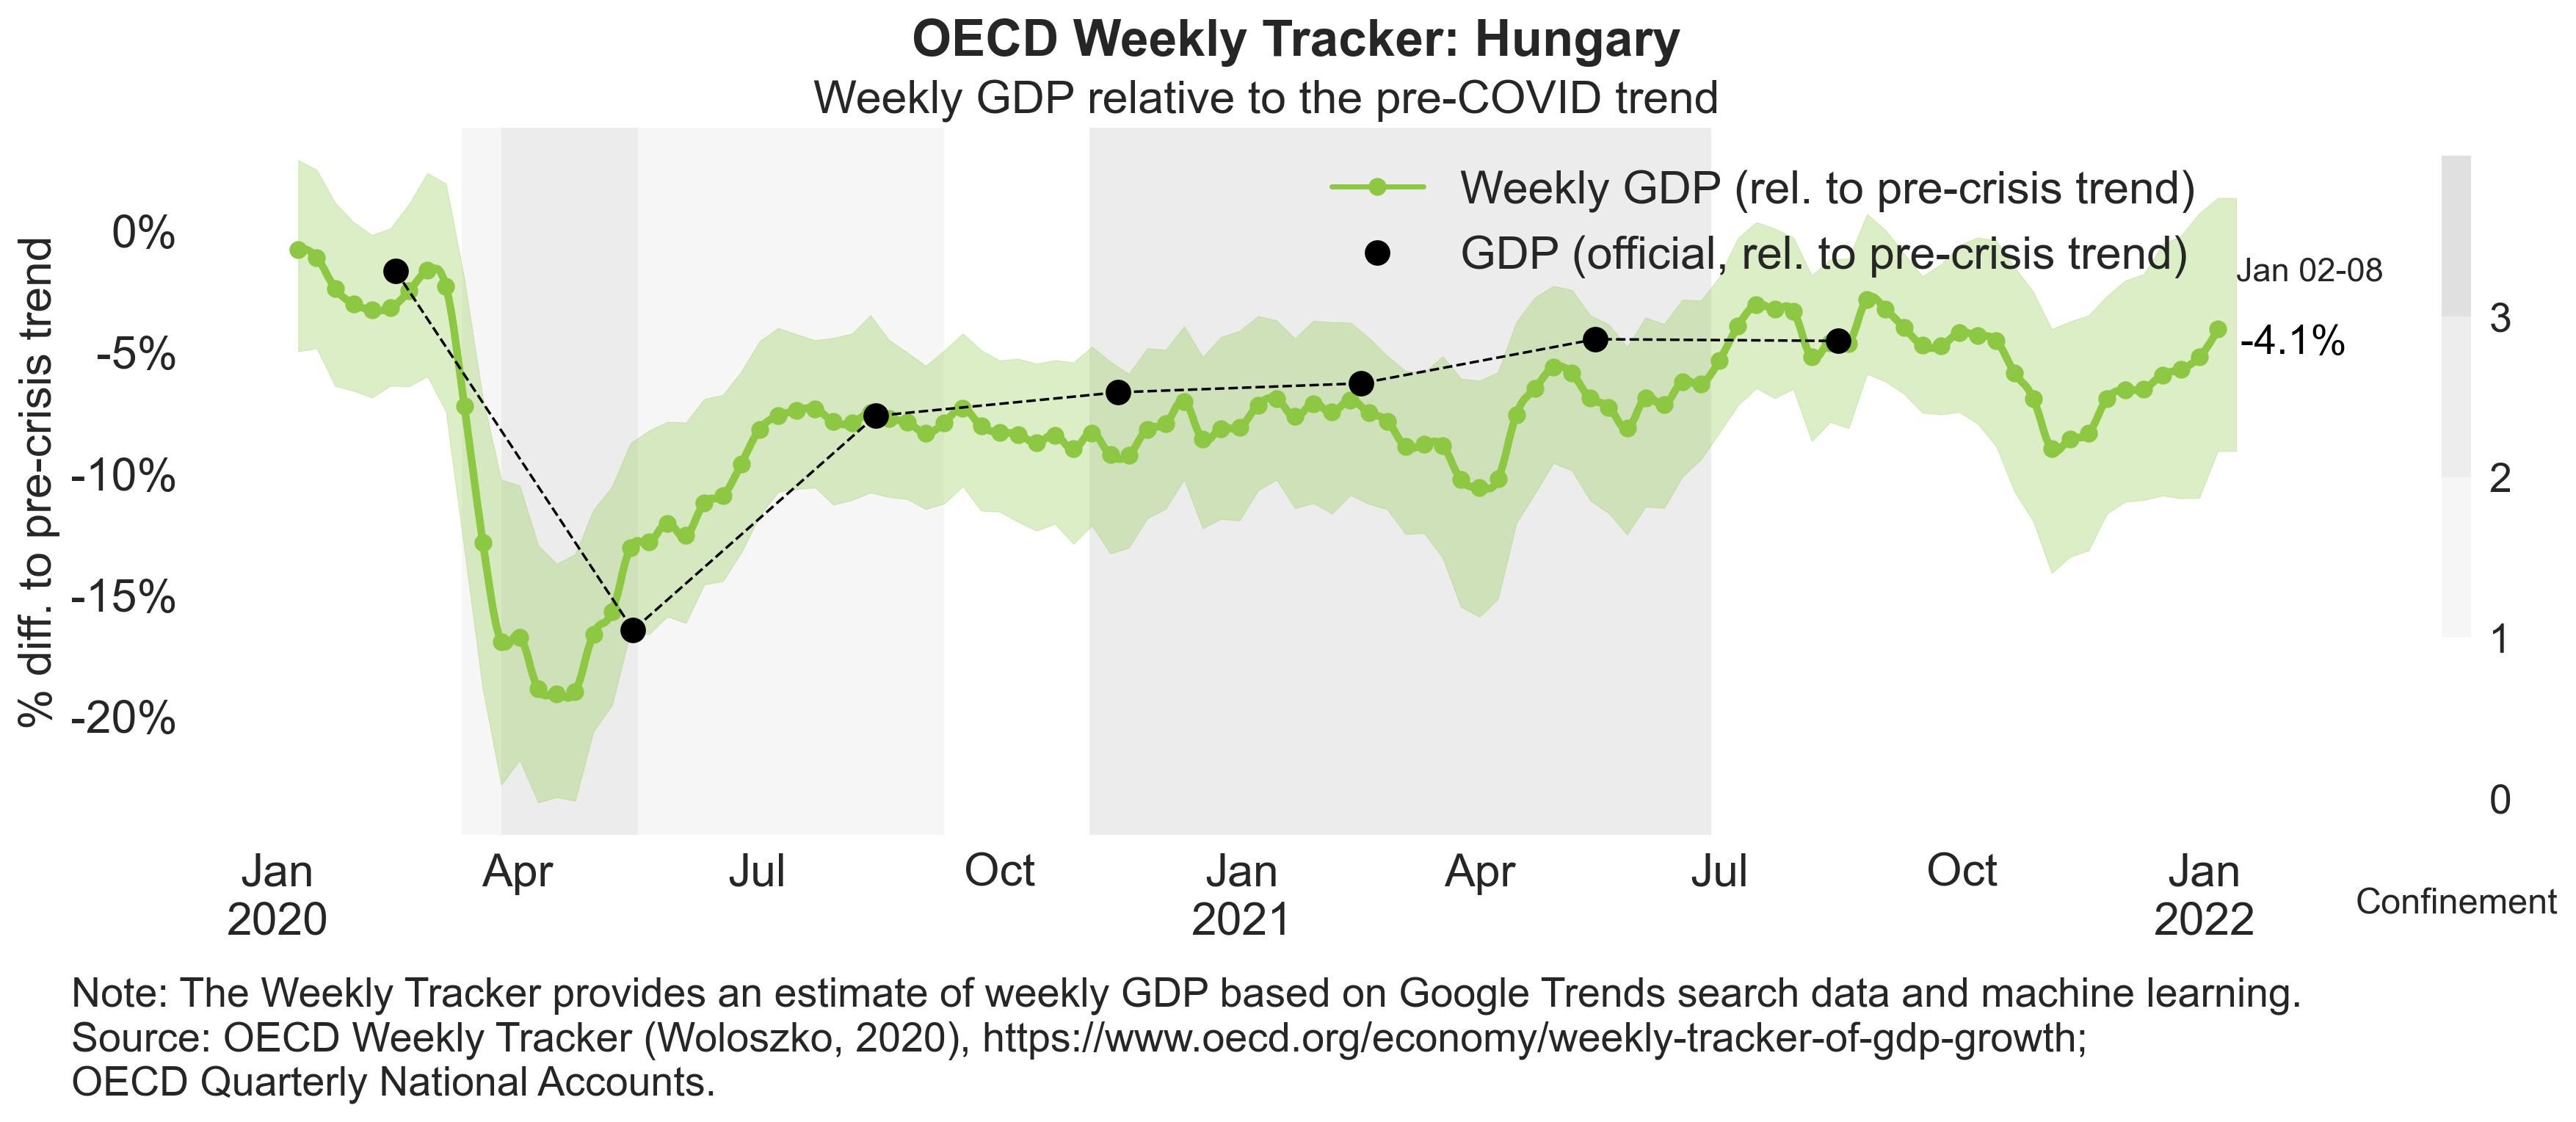 OECD Weekly Tracker: Hungary
Weekly GDP relative to the pre-COVID trend
Weekly GDP (rel. to pre-crisis trend)
GDP (official, rel. to pre-crisis trend)
% diff. to pre-crisis trend
0%
-5%
-10%
-15%
-20%
Jan 02-08
-4.1%
3
2
1
0
Confinement
Jan Apr Jul Oct Jan Apr Jul Oct Jan
2020 2021 2022
Note: The Weekly Tracker provides an estimate of weekly GDP based on Google Trends search data and machine learning.
Source: OECD Weekly Tracker (Woloszko, 2020), https://www.oecd.org/economy/weekly-tracker-of-gdp-growth;
OECD Quarterly National Accounts.